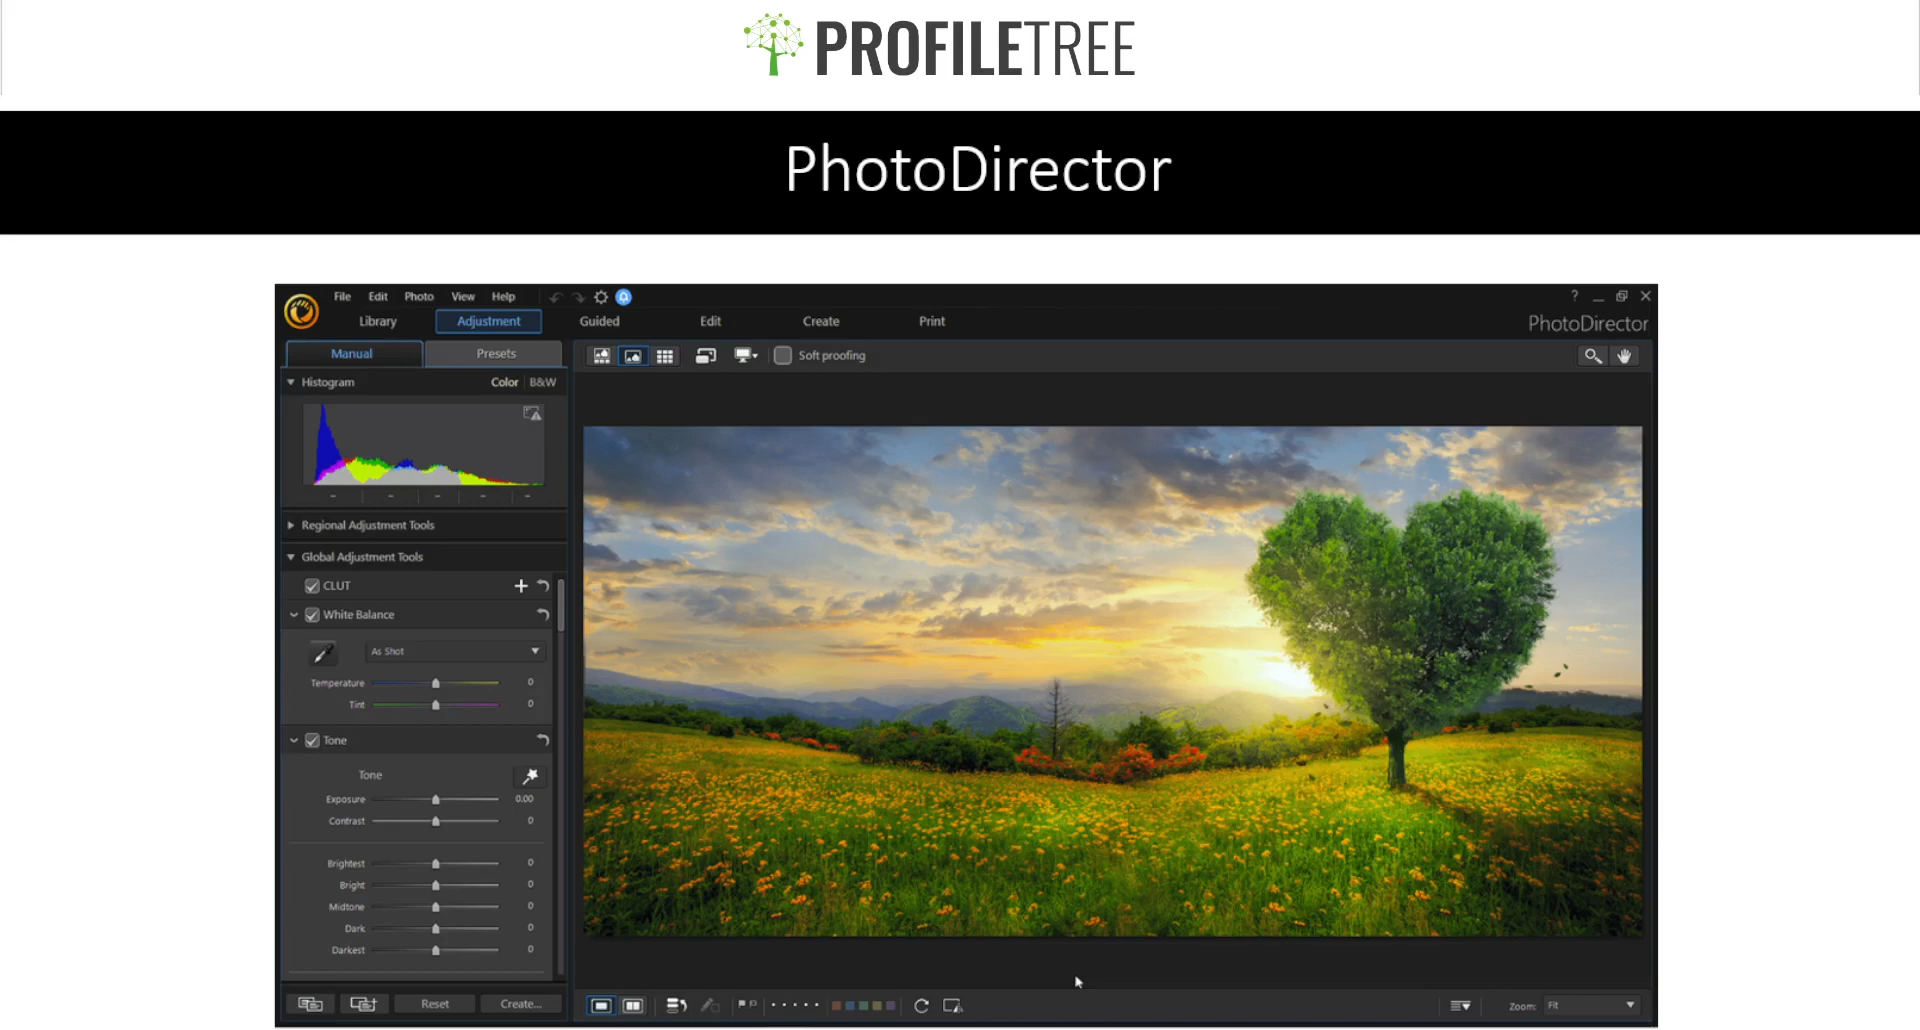 PROFILETREE
PhotoDirector
File Edit Photo View Help
?
Library Adjustment Guided Edit Create Print
PhotoDirector
Manual Presets
Soft proofing
Histogram Color | B&W
Regional Adjustment Tools
Global Adjustment Tools
CLUT
White Balance
As Shot
Temperature 0
Tint 0
Tone
Tone
Exposure 0.00
Contrast 0
Brightest 0
Bright 0
Midtone 0
Dark 0
Darkest 0
Reset Create...
Zoom: Fit